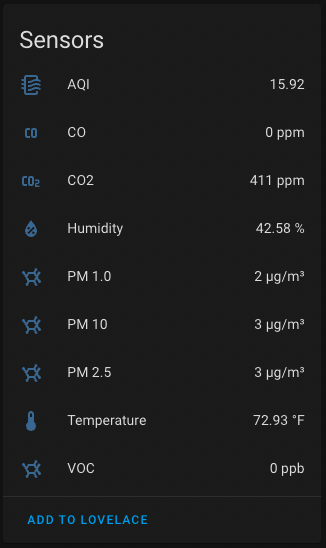 Sensors
AQI 15.92
CO CO 0 ppm
CO₂ CO2 411 ppm
Humidity 42.58 %
PM 1.0 2 µg/m³
PM 10 3 µg/m³
PM 2.5 3 µg/m³
Temperature 72.93 °F
VOC 0 ppb
ADD TO LOVELACE